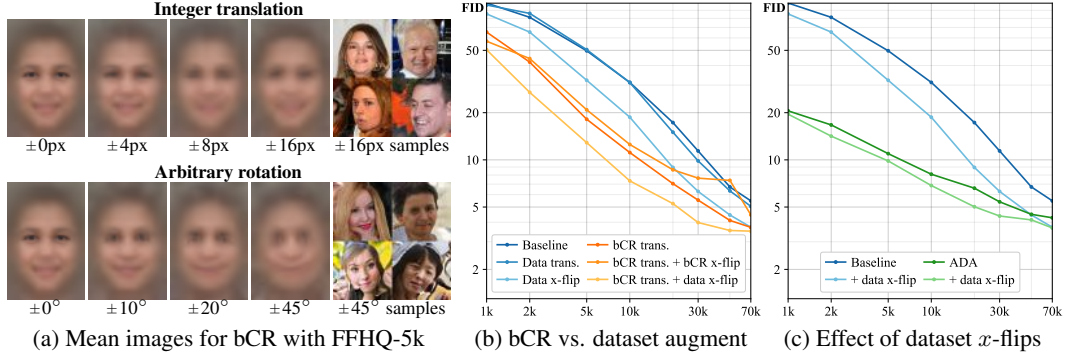 Integer translation
±0px ±4px ±8px ±16px ±16px samples
Arbitrary rotation
±0° ±10° ±20° ±45° ±45° samples
(a) Mean images for bCR with FFHQ-5k
FID
50
20
10
5
2
Baseline bCR trans.
Data trans. bCR trans. + bCR x-flip
Data x-flip bCR trans. + data x-flip
1k 2k 5k 10k 20k 30k 70k
(b) bCR vs. dataset augment
FID
50
20
10
5
2
Baseline ADA
+ data x-flip + data x-flip
1k 2k 5k 10k 20k 30k 70k
(c) Effect of dataset x-flips